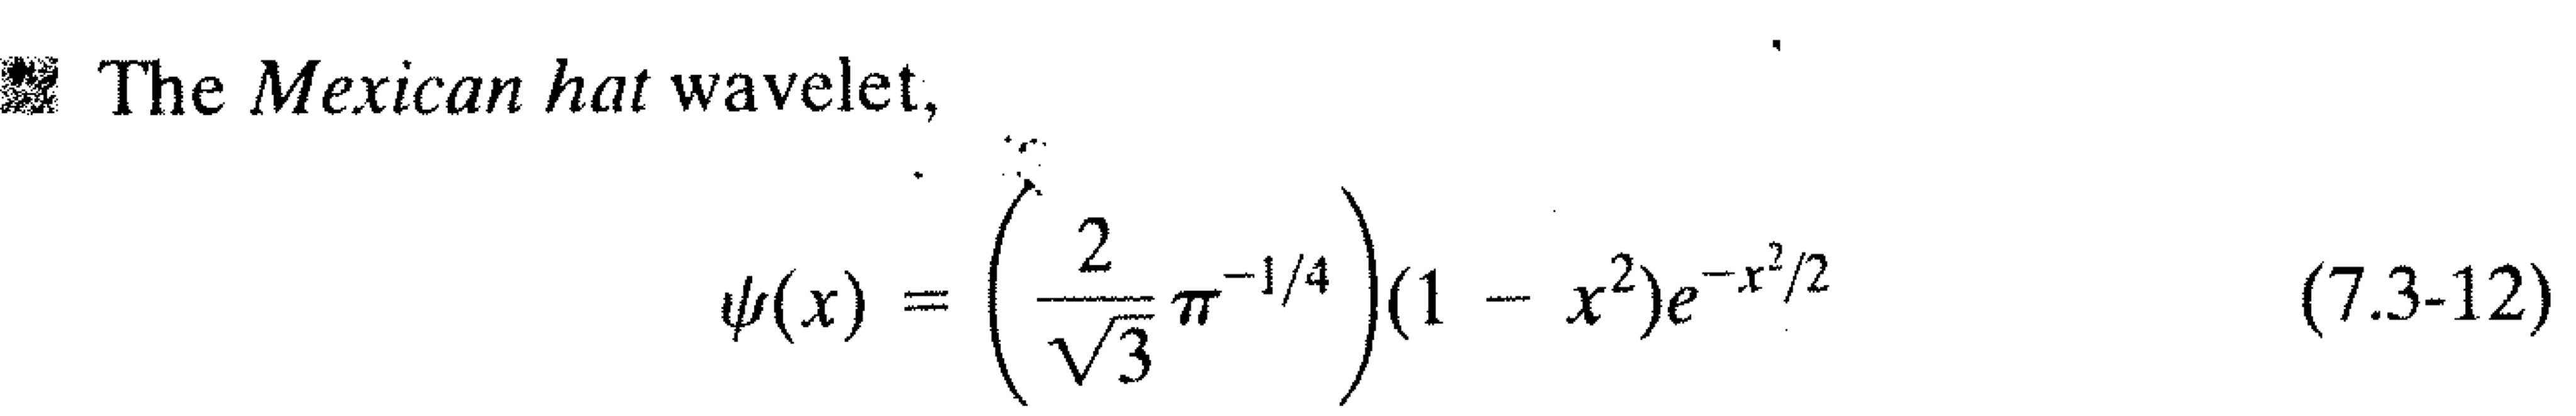 The Mexican hat wavelet,
ψ(x) = (2/√3 π^{-1/4})(1 − x²)e^{−x²/2} (7.3-12)